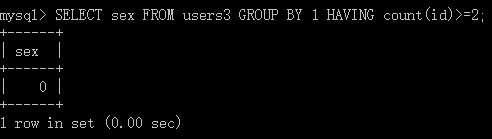 mysql> SELECT sex FROM users3 GROUP BY 1 HAVING count(id)>=2;
+------+
| sex  |
+------+
|    0 |
+------+
1 row in set (0.00 sec)